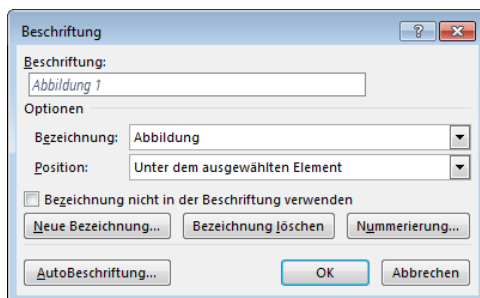 Beschriftung
Beschriftung:
Abbildung 1
Optionen
Bezeichnung: Abbildung
Position: Unter dem ausgewählten Element
Bezeichnung nicht in der Beschriftung verwenden
Neue Bezeichnung... Bezeichnung löschen Nummerierung...
AutoBeschriftung... OK Abbrechen